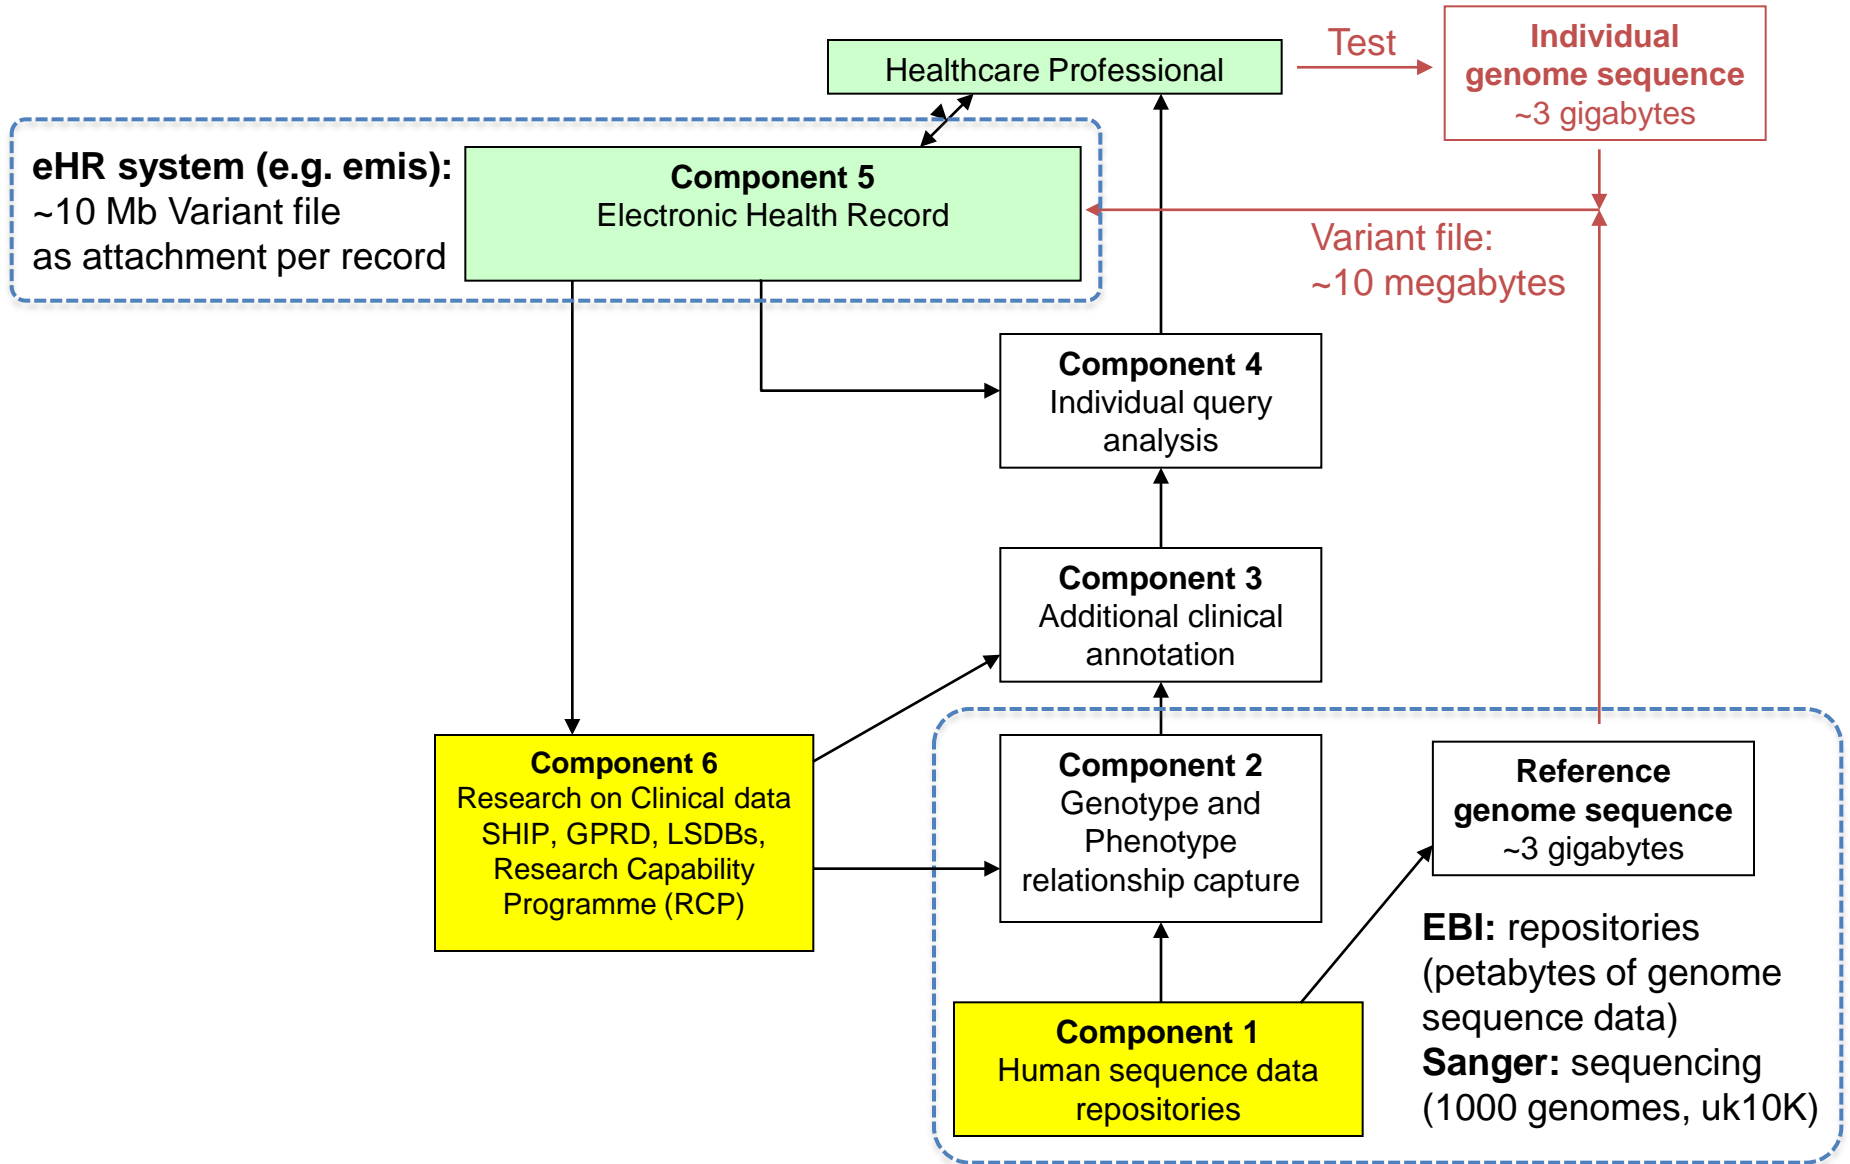 Healthcare Professional
Test
Individual
genome sequence
~3 gigabytes
eHR system (e.g. emis):
~10 Mb Variant file
as attachment per record
Component 5
Electronic Health Record
Variant file:
~10 megabytes
Component 4
Individual query
analysis
Component 3
Additional clinical
annotation
Component 6
Research on Clinical data
SHIP, GPRD, LSDBs,
Research Capability
Programme (RCP)
Component 2
Genotype and
Phenotype
relationship capture
Reference
genome sequence
~3 gigabytes
Component 1
Human sequence data
repositories
EBI: repositories
(petabytes of genome
sequence data)
Sanger: sequencing
(1000 genomes, uk10K)